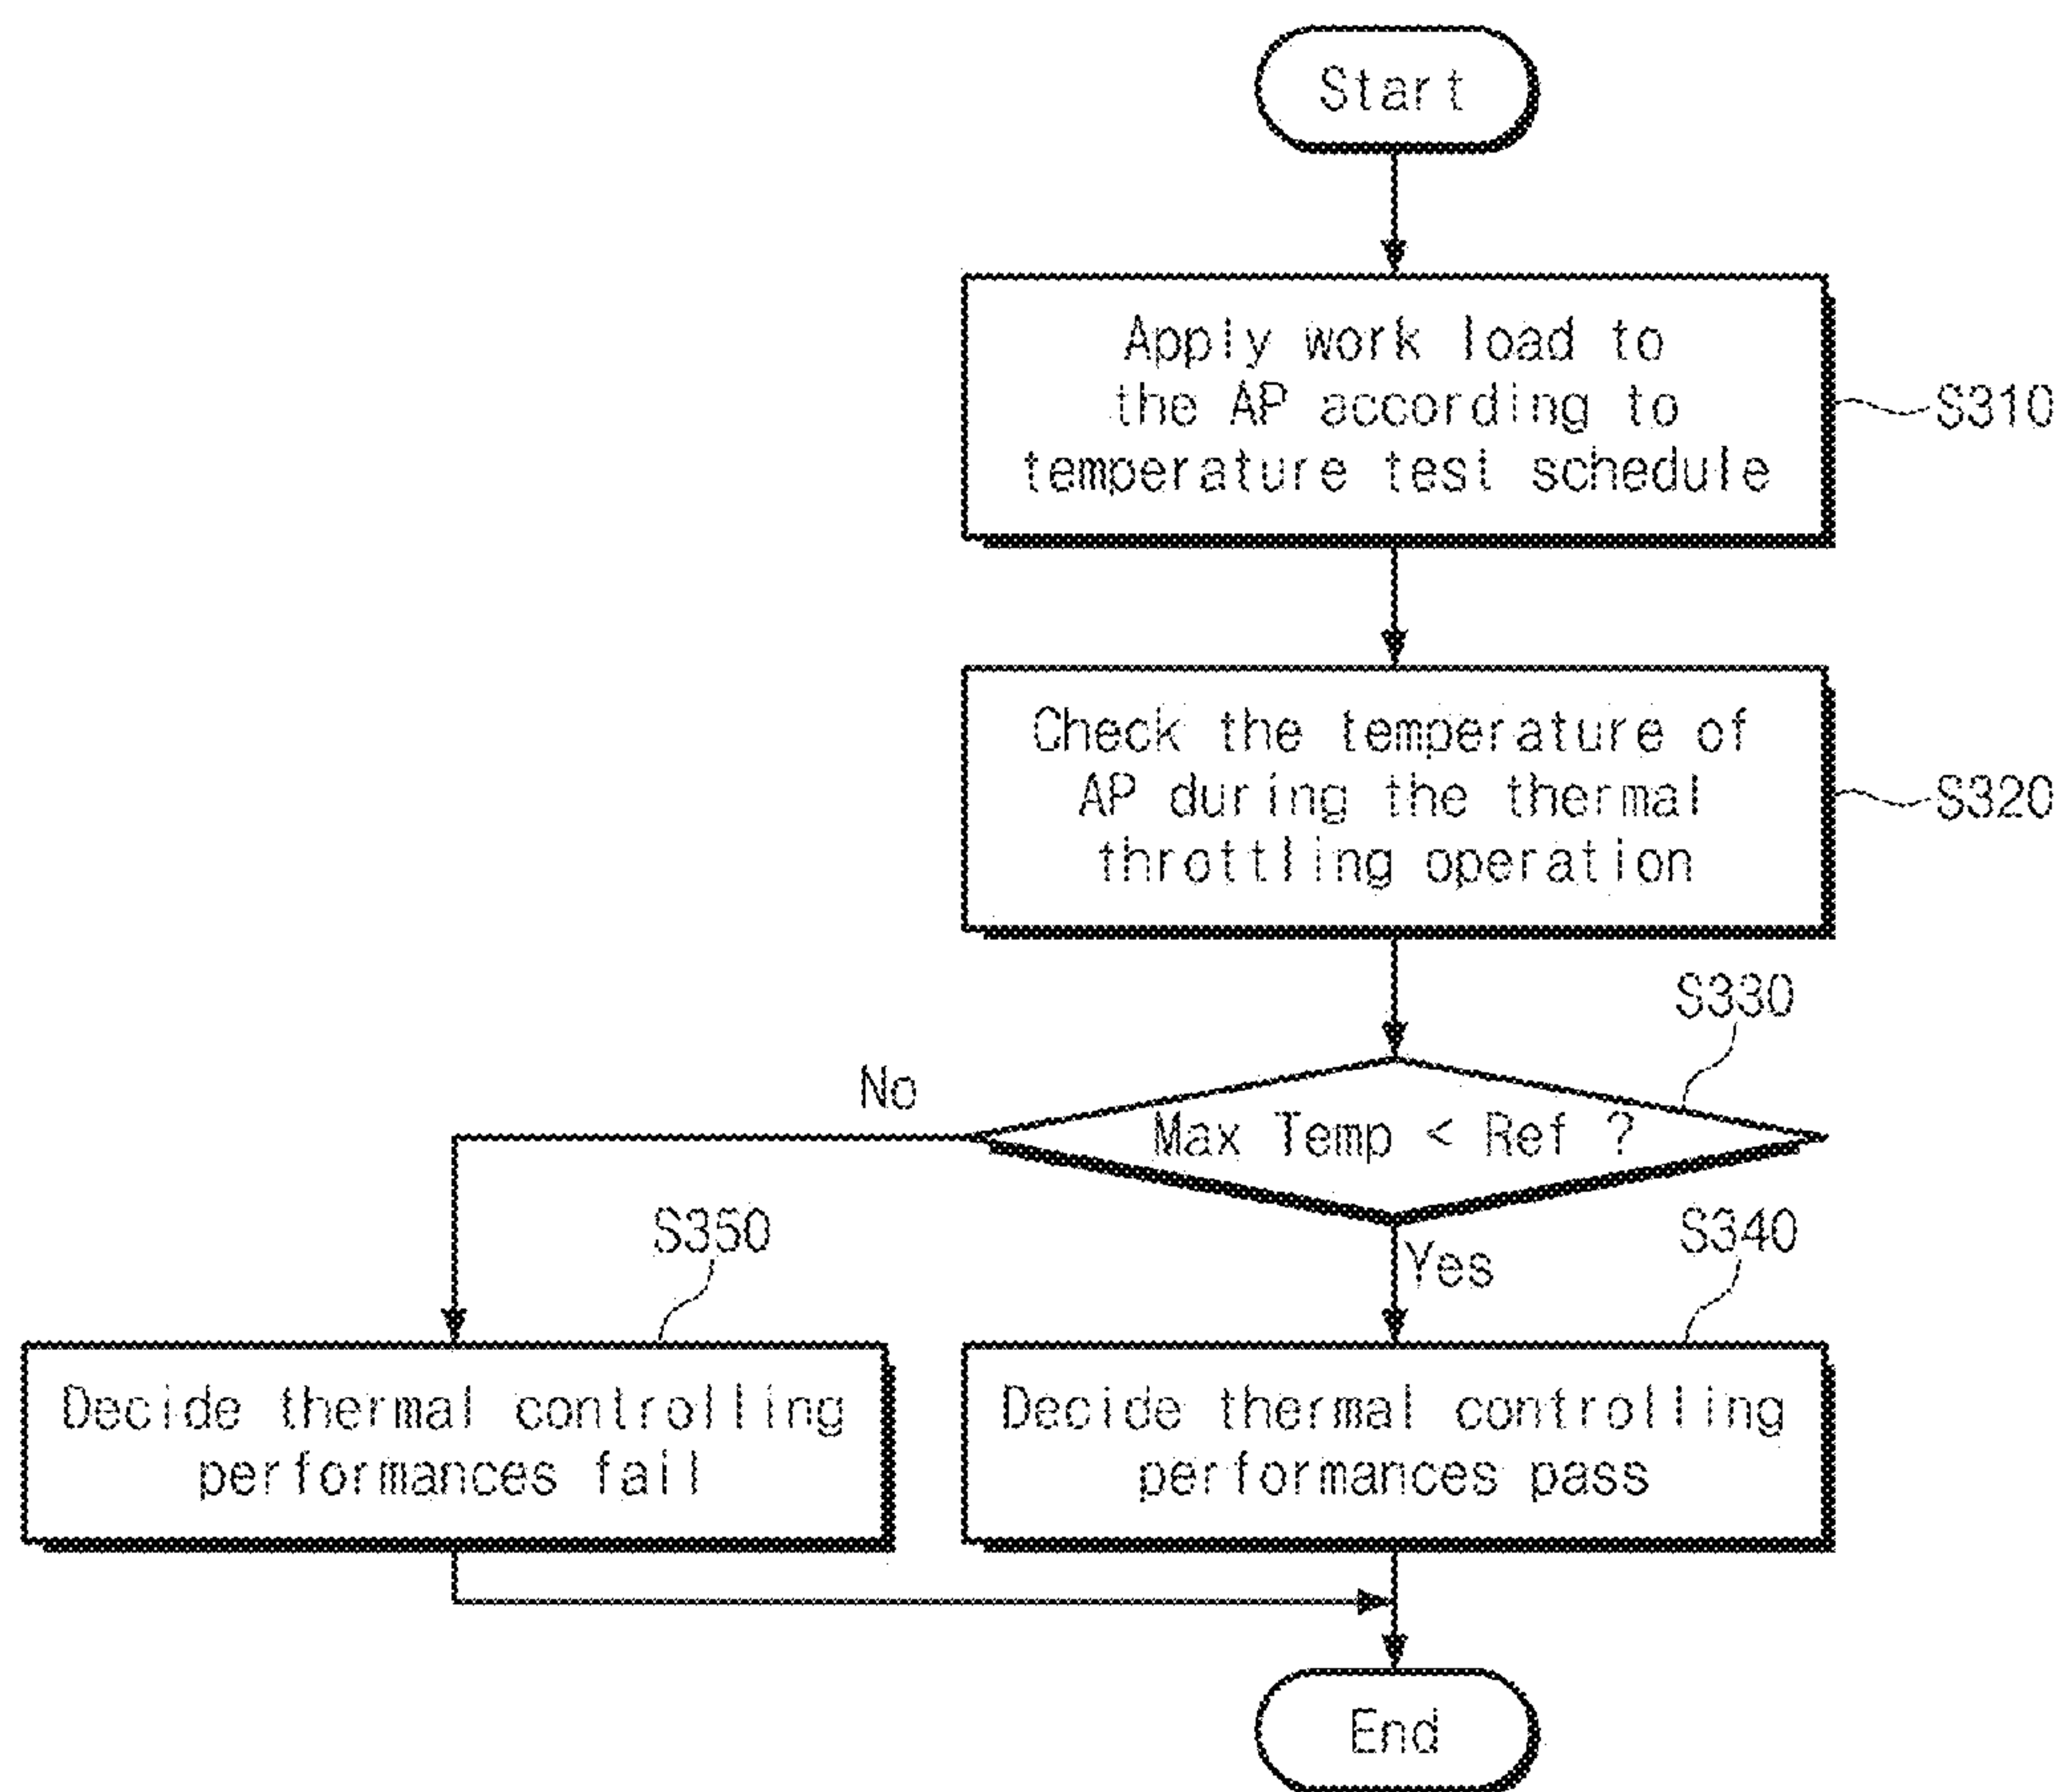 Start
Apply work load to
the AP according to
temperature test schedule
S310
Check the temperature of
AP during the thermal
throttling operation
S320
S330
No
Max Temp < Ref ?
S350
Yes
S340
Decide thermal controlling
performances fail
Decide thermal controlling
performances pass
End